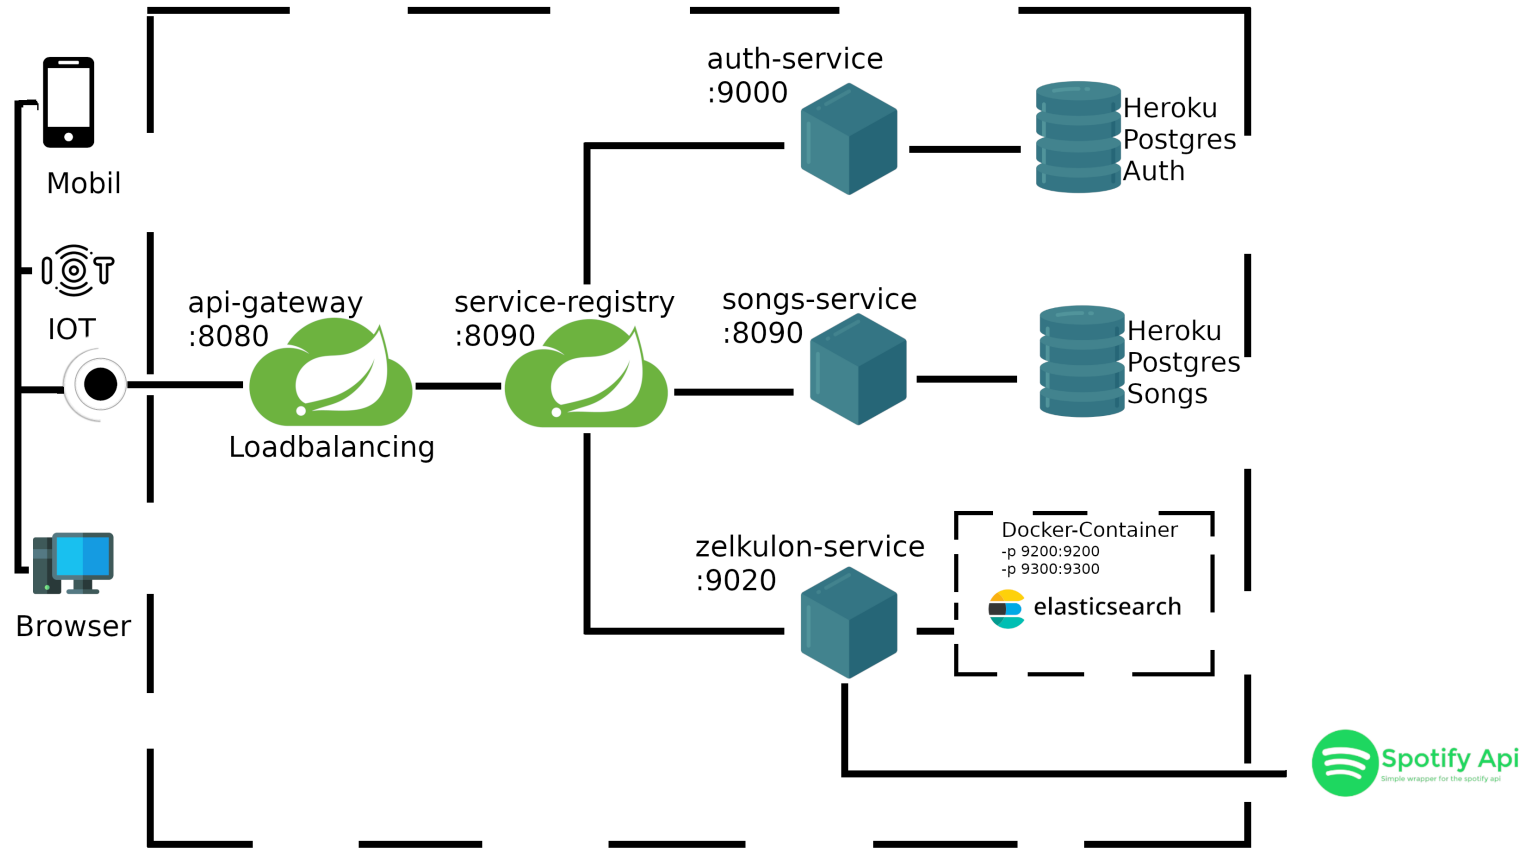 auth-service
:9000
Heroku
Postgres
Auth
Mobil
IOT
IOT
api-gateway
:8080
Loadbalancing
service-registry
:8090
songs-service
:8090
Heroku
Postgres
Songs
Browser
zelkulon-service
:9020
Docker-Container
-p 9200:9200
-p 9300:9300
elasticsearch
Spotify Api
Simple wrapper for the spotify api